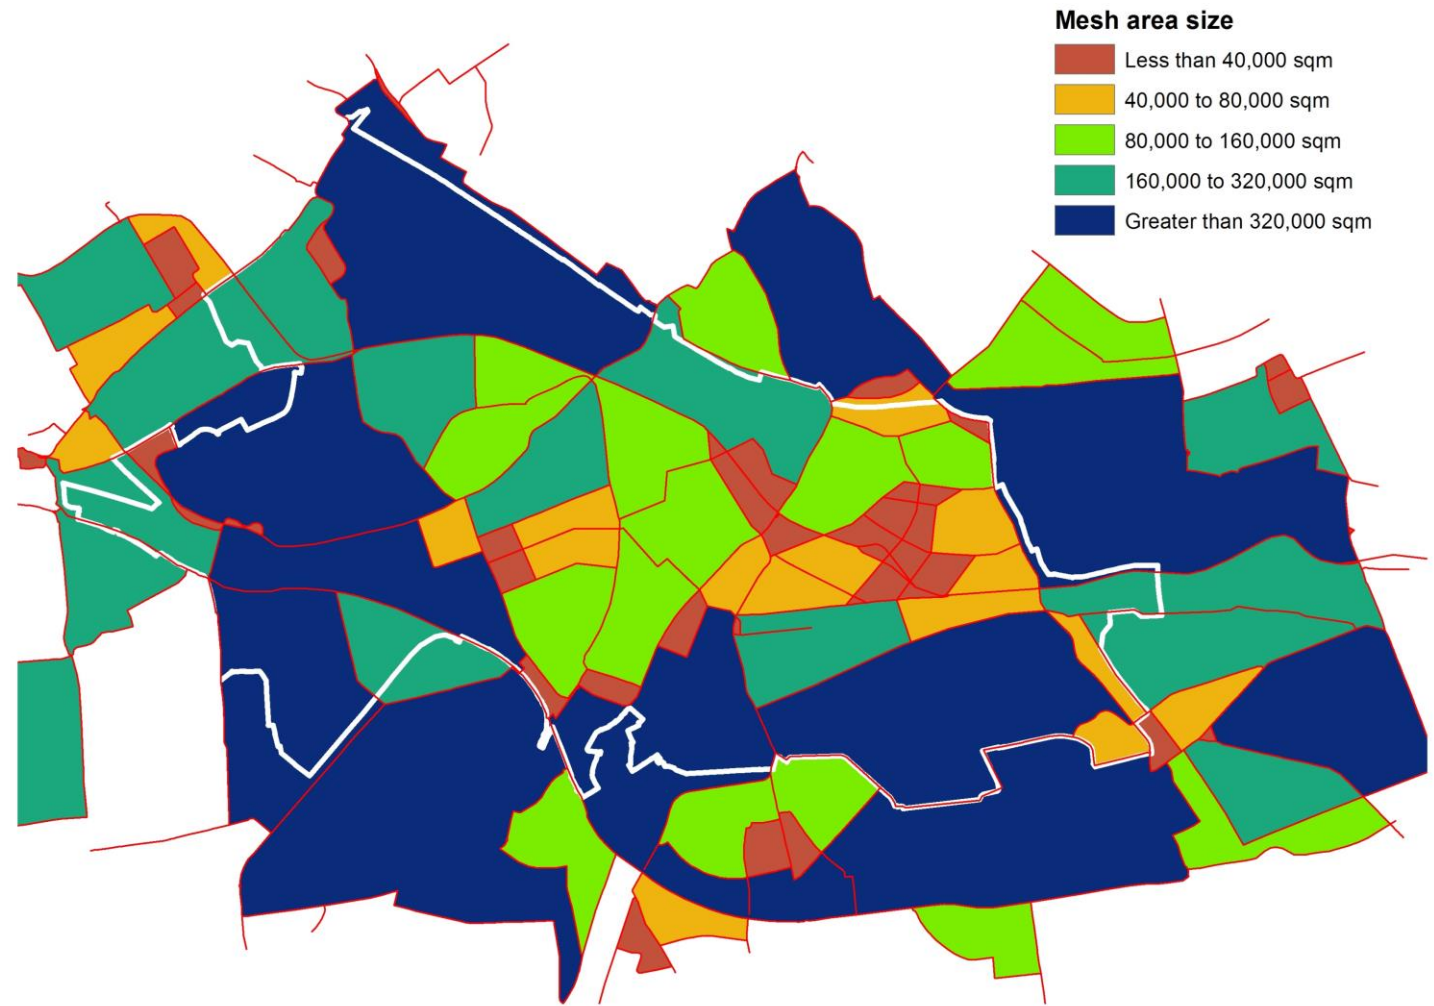 Mesh area size
Less than 40,000 sqm
40,000 to 80,000 sqm
80,000 to 160,000 sqm
160,000 to 320,000 sqm
Greater than 320,000 sqm